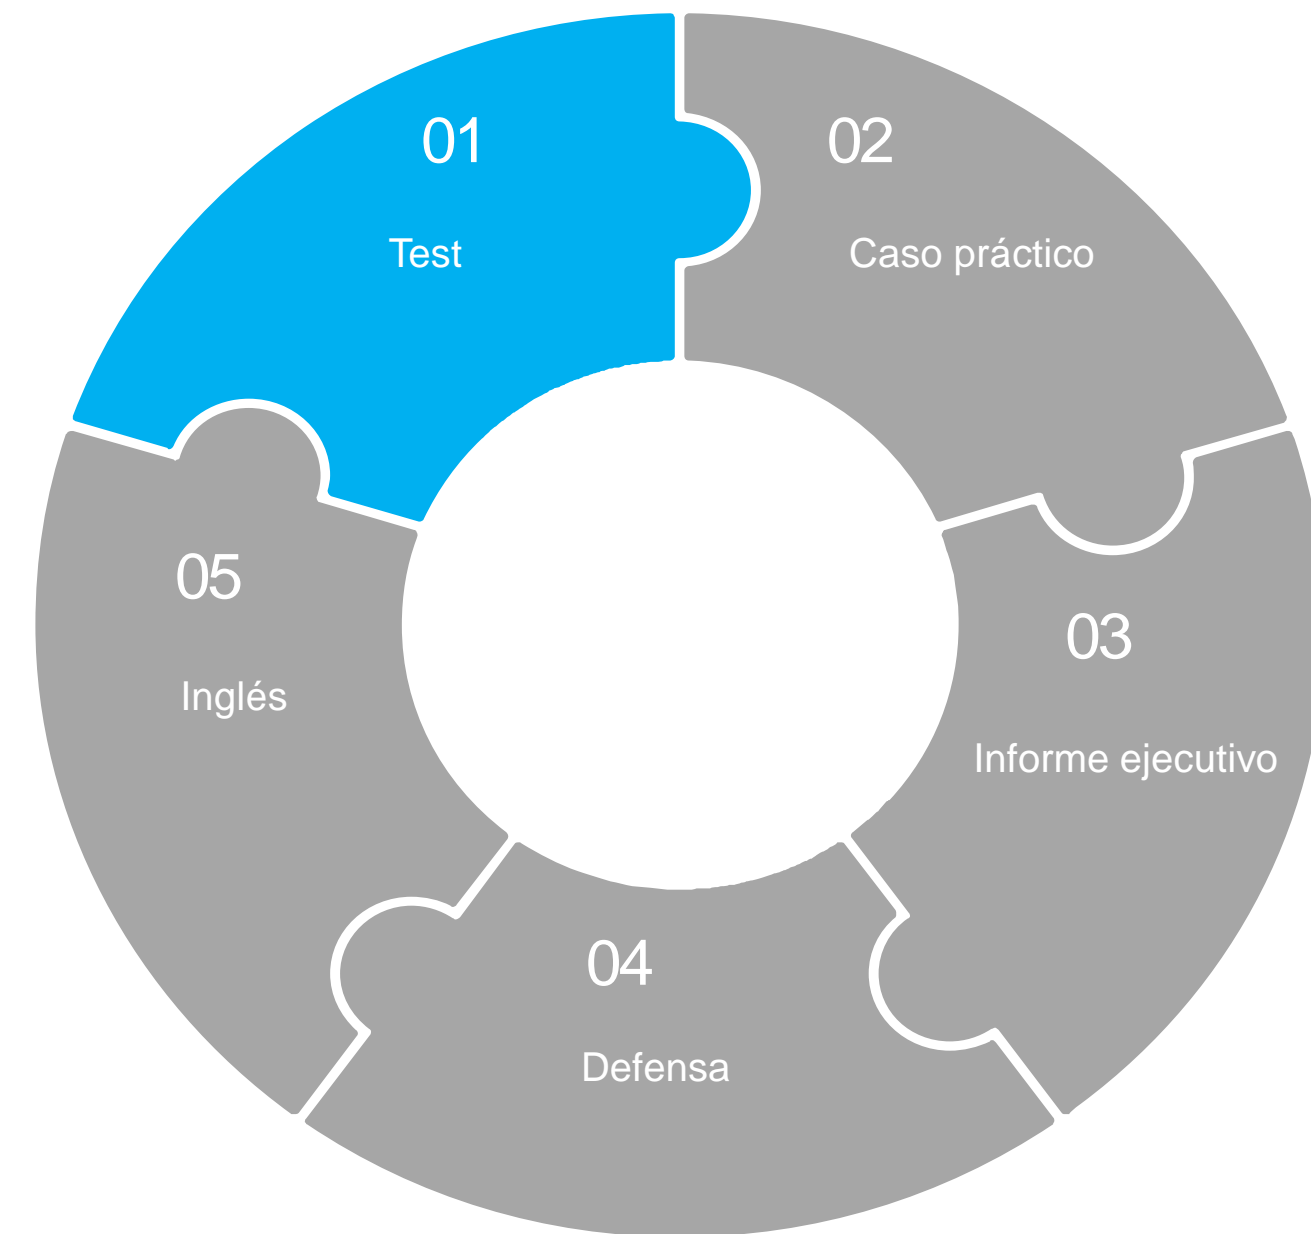 01
Test
02
Caso práctico
03
Informe ejecutivo
04
Defensa
05
Inglés